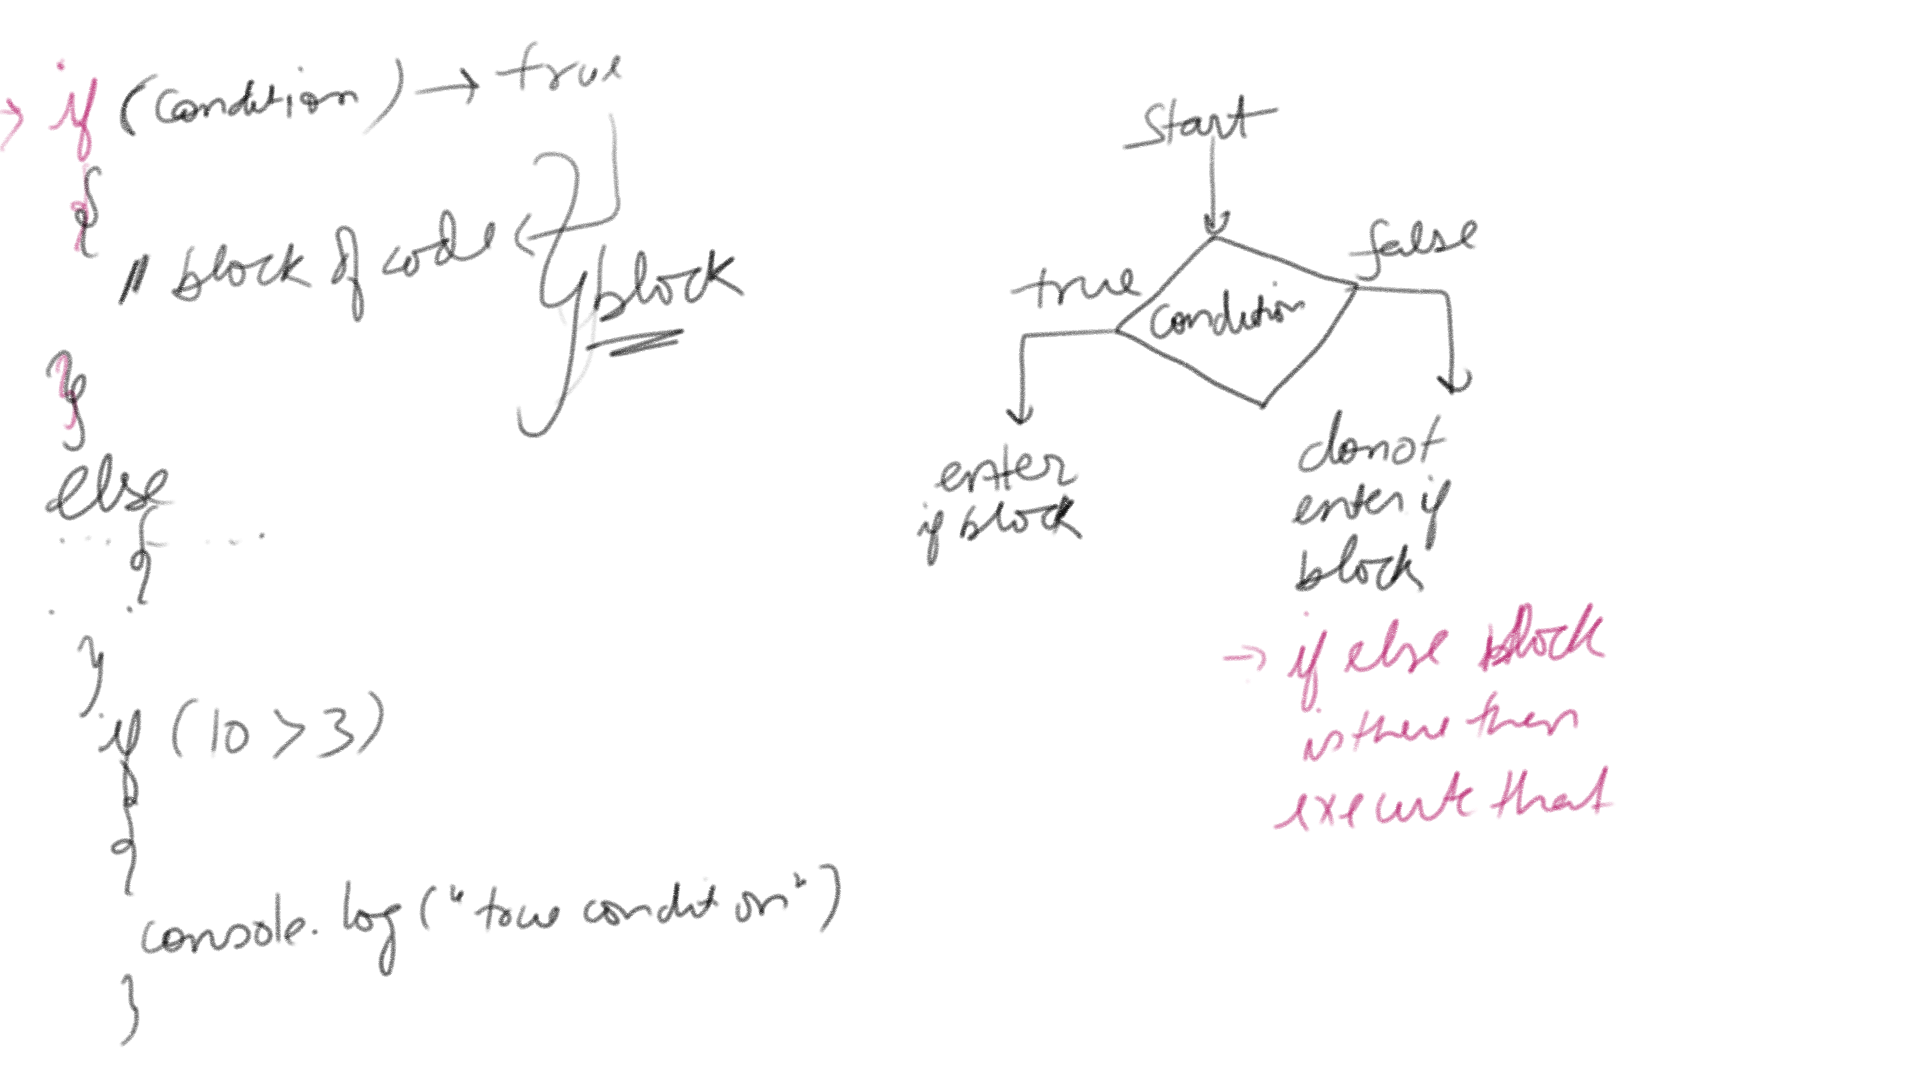 if (condition) → true
{
// block of code
if block
}
else
{
}
if (10 > 3)
{
console.log("true condition")
}
start
condition
true
false
enter
if block
donot
enter if
block
→ if else block
is there then
execute that